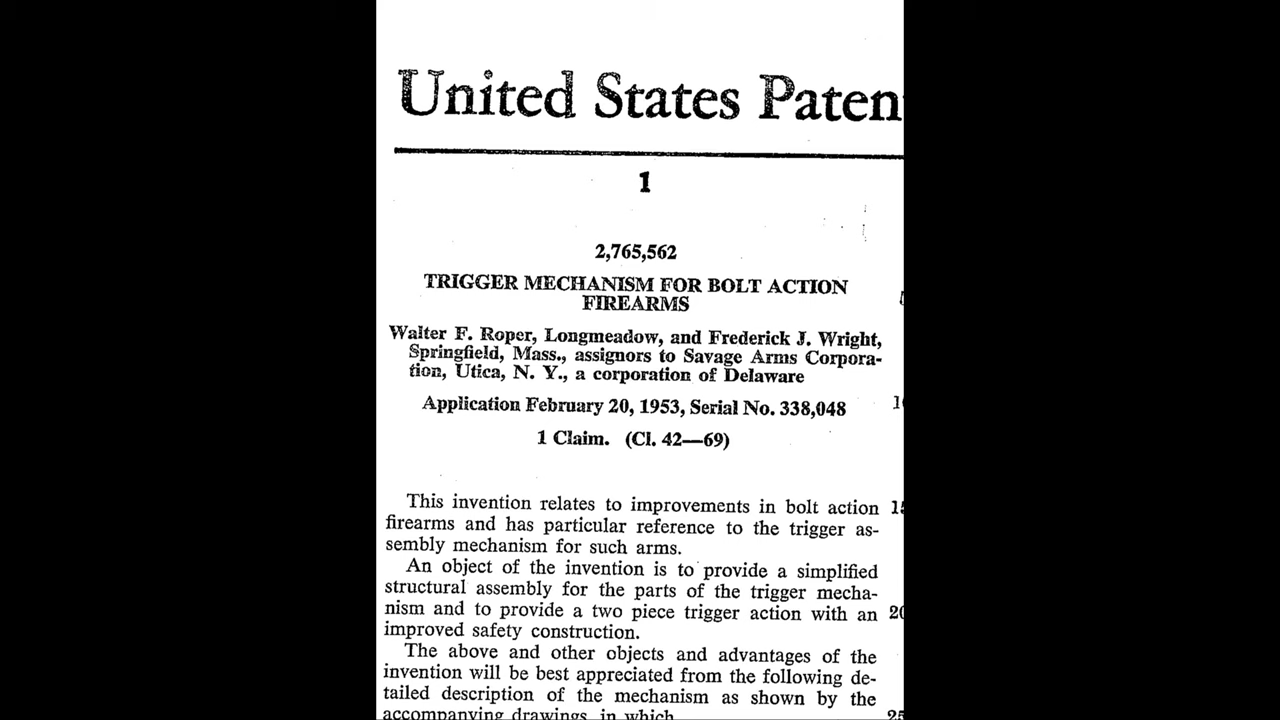 United States Paten
1
2,765,562
TRIGGER MECHANISM FOR BOLT ACTION
FIREARMS
Walter F. Roper, Longmeadow, and Frederick J. Wright,
Springfield, Mass., assignors to Savage Arms Corpora-
tion, Utica, N. Y., a corporation of Delaware
Application February 20, 1953, Serial No. 338,048
1 Claim. (Cl. 42—69)
This invention relates to improvements in bolt action
firearms and has particular reference to the trigger as-
sembly mechanism for such arms.
An object of the invention is to provide a simplified
structural assembly for the parts of the trigger mecha-
nism and to provide a two piece trigger action with an
improved safety construction.
20
The above and other objects and advantages of the
invention will be best appreciated from the following de-
tailed description of the mechanism as shown by the
accompanying drawings, in which